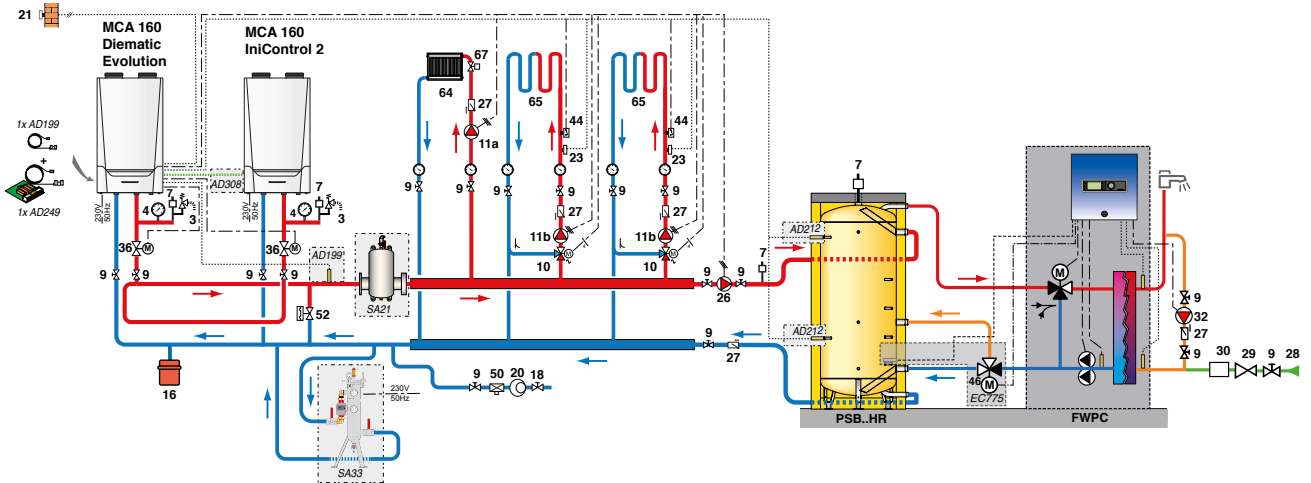 21
MCA 160
Diematic
Evolution
MCA 160
IniControl 2
1x AD199
+
1x AD249
230V
50Hz
AD308
230V
50Hz
7
4
3
7
4
3
36
M
36
M
9
9
9
9
AD199
SA21
52
16
67
64
27
11a
9
9
65
44
23
9
9
27
11b
M
10
65
44
23
9
9
27
11b
M
10
9
9
26
7
9
27
9
50
20
18
230V
50Hz
SA33
7
AD212
AD212
PSB..HR
46
M
EC775
M
FWPC
9
32
27
9
30
29
9
28